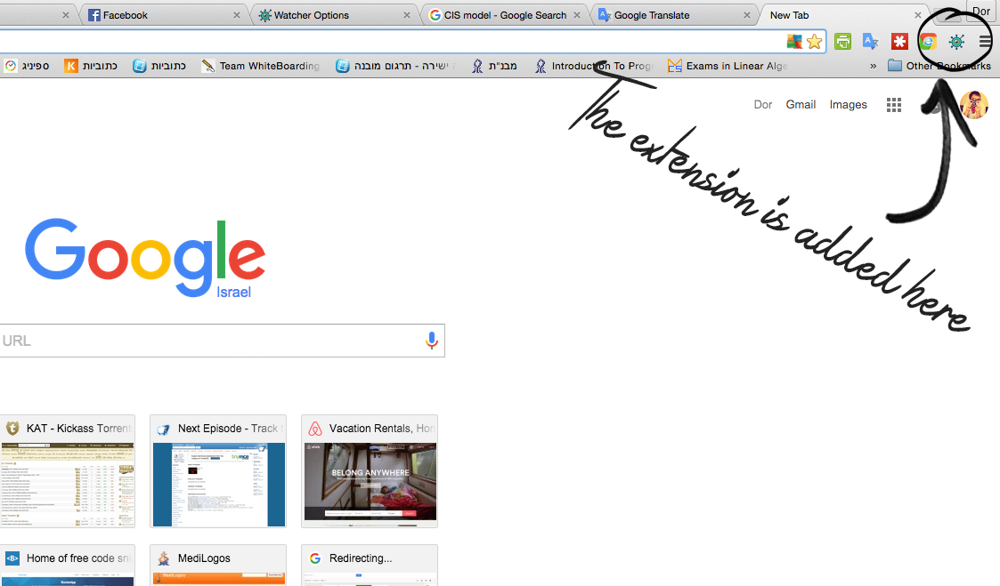 Facebook
Watcher Options
CIS model - Google Search
Google Translate
New Tab
Dor
ספיניג
כתוביות
כתוביות
Team WhiteBoarding
ישירה - תרגום מובנה
מבנ"ת
Introduction To Prog
Exams in Linear Alge
»
Other Bookmarks
Dor
Gmail
Images
The extension is added here
Google
Israel
URL
KAT - Kickass Torrent
Next Episode - Track
Vacation Rentals, Hon
BELONG ANYWHERE
Home of free code sni
MediLogos
Redirecting...
MediLogos